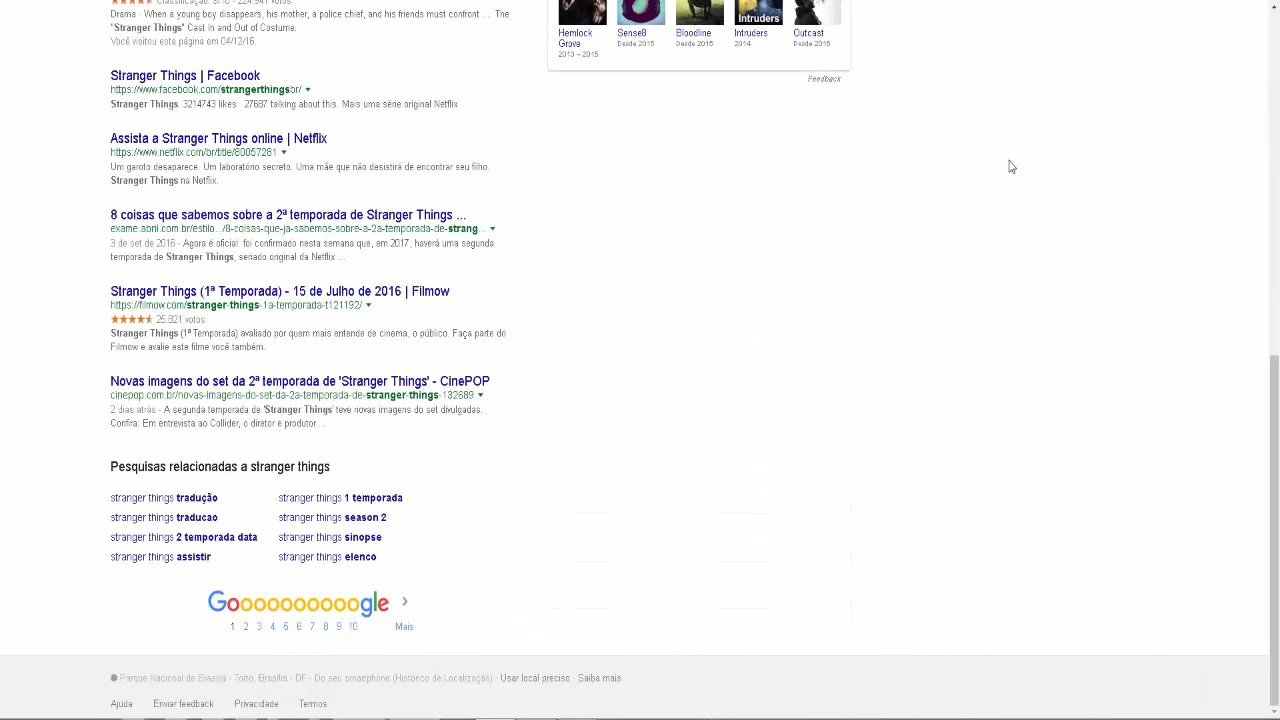 Classificação: 9/10 - 224.941 votos
Drama · When a young boy disappears, his mother, a police chief, and his friends must confront ... The
"Stranger Things" Cast In and Out of Costume.
Você visitou esta página em 04/12/16.
Stranger Things | Facebook
https://www.facebook.com/strangerthingsbr/
Stranger Things. 3214743 likes · 27687 talking about this. Mais uma série original Netflix
Assista a Stranger Things online | Netflix
https://www.netflix.com/br/title/80057281
Um garoto desaparece. Um laboratório secreto. Uma mãe que não desistirá de encontrar seu filho.
Stranger Things na Netflix.
8 coisas que sabemos sobre a 2ª temporada de Stranger Things ...
exame.abril.com.br/estilo.../8-coisas-que-ja-sabemos-sobre-a-2a-temporada-de-strang...
3 de set de 2016 - Agora é oficial: foi confirmado nesta semana que, em 2017, haverá uma segunda
temporada de Stranger Things, seriado original da Netflix ...
Stranger Things (1ª Temporada) - 15 de Julho de 2016 | Filmow
https://filmow.com/stranger-things-1a-temporada-t121192/
25.821 votos
Stranger Things (1ª Temporada) avaliado por quem mais entende de cinema, o público. Faça parte do
Filmow e avalie este filme você também.
Novas imagens do set da 2ª temporada de 'Stranger Things' - CinePOP
cinepop.com.br/novas-imagens-do-set-da-2a-temporada-de-stranger-things-132689
2 dias atrás - A segunda temporada de 'Stranger Things' teve novas imagens do set divulgadas.
Confira: Em entrevista ao Collider, o diretor e produtor ...
Pesquisas relacionadas a stranger things
stranger things tradução
stranger things 1 temporada
stranger things traducao
stranger things season 2
stranger things 2 temporada data
stranger things sinopse
stranger things assistir
stranger things elenco
Goooooooooogle >
1 2 3 4 5 6 7 8 9 10 Mais
Intruders
Hemlock Grove
2013 – 2015
Sense8
Desde 2015
Bloodline
Desde 2015
Intruders
2014
Outcast
Desde 2016
Feedback
Parque Nacional de Brasília - Torto, Brasília - DF - Do seu smartphone (Histórico de Localização) - Usar local preciso - Saiba mais
Ajuda Enviar feedback Privacidade Termos